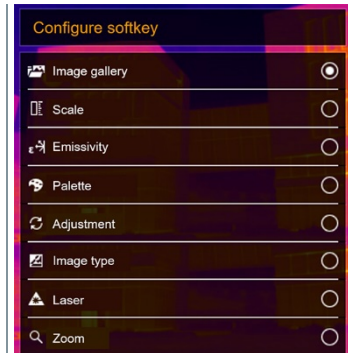 Configure softkey
Image gallery
Scale
Emissivity
Palette
Adjustment
Image type
Laser
Zoom